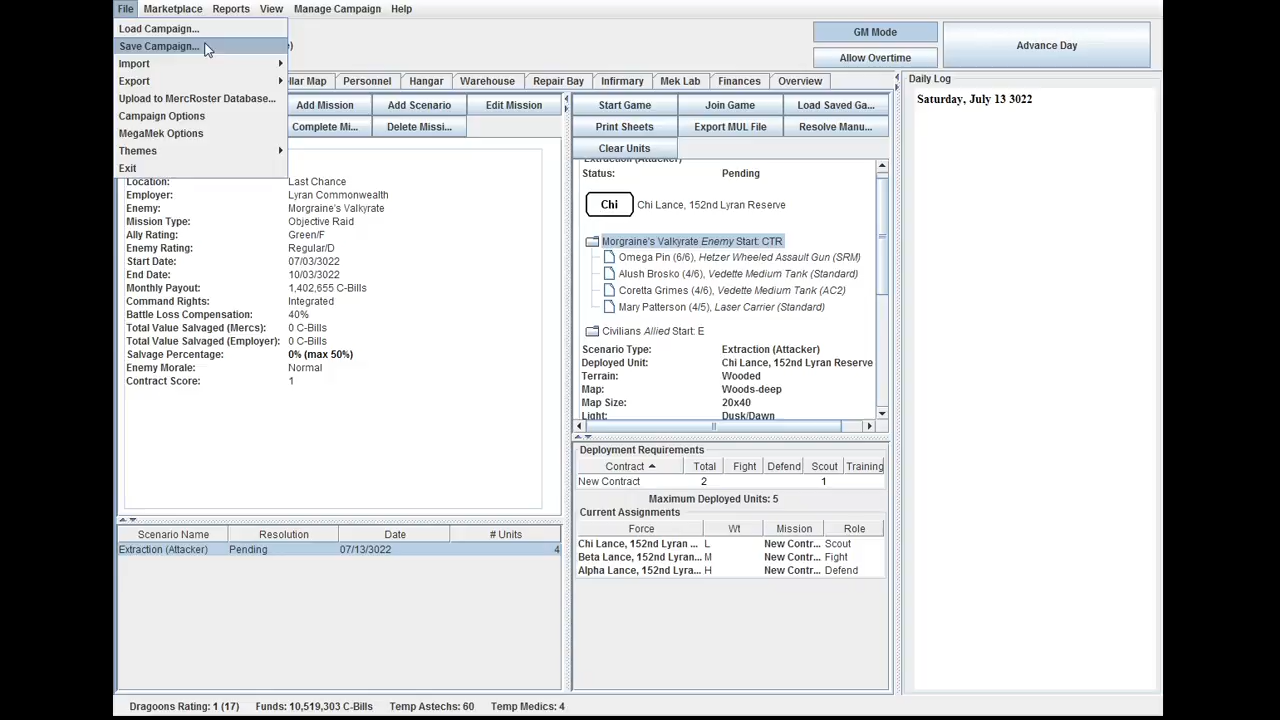 File Marketplace Reports View Manage Campaign Help
Load Campaign...
Save Campaign...
Import
Export
Upload to MercRoster Database...
Campaign Options
MegaMek Options
Themes
Exit
GM Mode
Allow Overtime
Advance Day
Map Personnel Hangar Warehouse Repair Bay Infirmary Mek Lab Finances Overview
Add Mission Add Scenario Edit Mission
Complete Mi... Delete Missi...
Location: Last Chance
Employer: Lyran Commonwealth
Enemy: Morgraine's Valkyrate
Mission Type: Objective Raid
Ally Rating: Green/F
Enemy Rating: Regular/D
Start Date: 07/03/3022
End Date: 10/03/3022
Monthly Payout: 1,402,655 C-Bills
Command Rights: Integrated
Battle Loss Compensation: 40%
Total Value Salvaged (Mercs): 0 C-Bills
Total Value Salvaged (Employer): 0 C-Bills
Salvage Percentage: 0% (max 50%)
Enemy Morale: Normal
Contract Score: 1
Scenario Name Resolution Date # Units
Extraction (Attacker) Pending 07/13/3022 4
Start Game Join Game Load Saved Ga...
Print Sheets Export MUL File Resolve Manu...
Clear Units
Extraction (Attacker)
Status: Pending
Chi Chi Lance, 152nd Lyran Reserve
Morgraine's Valkyrate Enemy Start: CTR
Omega Pin (6/6), Hetzer Wheeled Assault Gun (SRM)
Alush Brosko (4/6), Vedette Medium Tank (Standard)
Coretta Grimes (4/6), Vedette Medium Tank (AC2)
Mary Patterson (4/5), Laser Carrier (Standard)
Civilians Allied Start: E
Scenario Type: Extraction (Attacker)
Deployed Unit: Chi Lance, 152nd Lyran Reserve
Terrain: Wooded
Map: Woods-deep
Map Size: 20x40
Light: Dusk/Dawn
Deployment Requirements
Contract Total Fight Defend Scout Training
New Contract 2 1
Maximum Deployed Units: 5
Current Assignments
Force Wt Mission Role
Chi Lance, 152nd Lyran ... L New Contr... Scout
Beta Lance, 152nd Lyran... M New Contr... Fight
Alpha Lance, 152nd Lyra... H New Contr... Defend
Daily Log
Saturday, July 13 3022
Dragoons Rating: 1 (17) Funds: 10,519,303 C-Bills Temp Astechs: 60 Temp Medics: 4